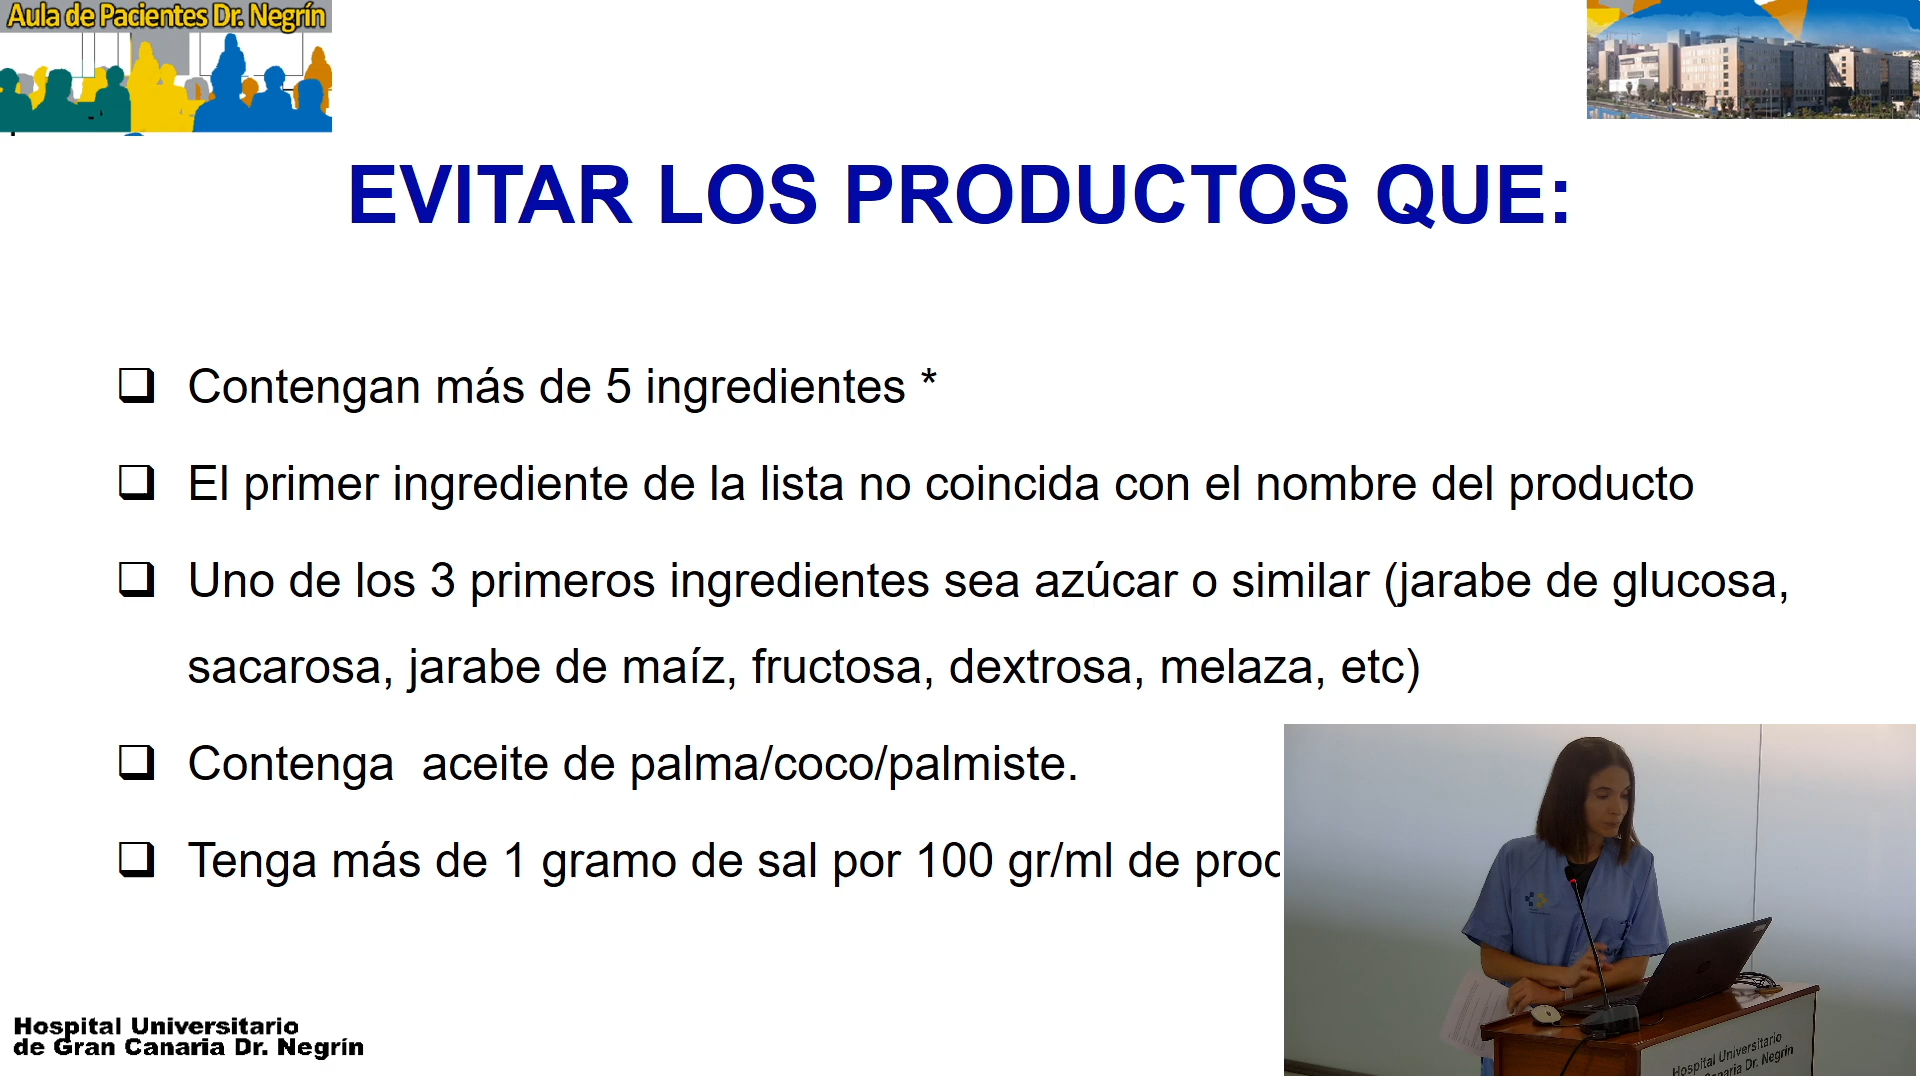 Aula de Pacientes Dr. Negrín
EVITAR LOS PRODUCTOS QUE:
Contengan más de 5 ingredientes *
El primer ingrediente de la lista no coincida con el nombre del producto
Uno de los 3 primeros ingredientes sea azúcar o similar (jarabe de glucosa,
sacarosa, jarabe de maíz, fructosa, dextrosa, melaza, etc)
Contenga aceite de palma/coco/palmiste.
Tenga más de 1 gramo de sal por 100 gr/ml de
Hospital Universitario
de Gran Canaria Dr. Negrín
Hospital Universitario
Canaria Dr. Negrín